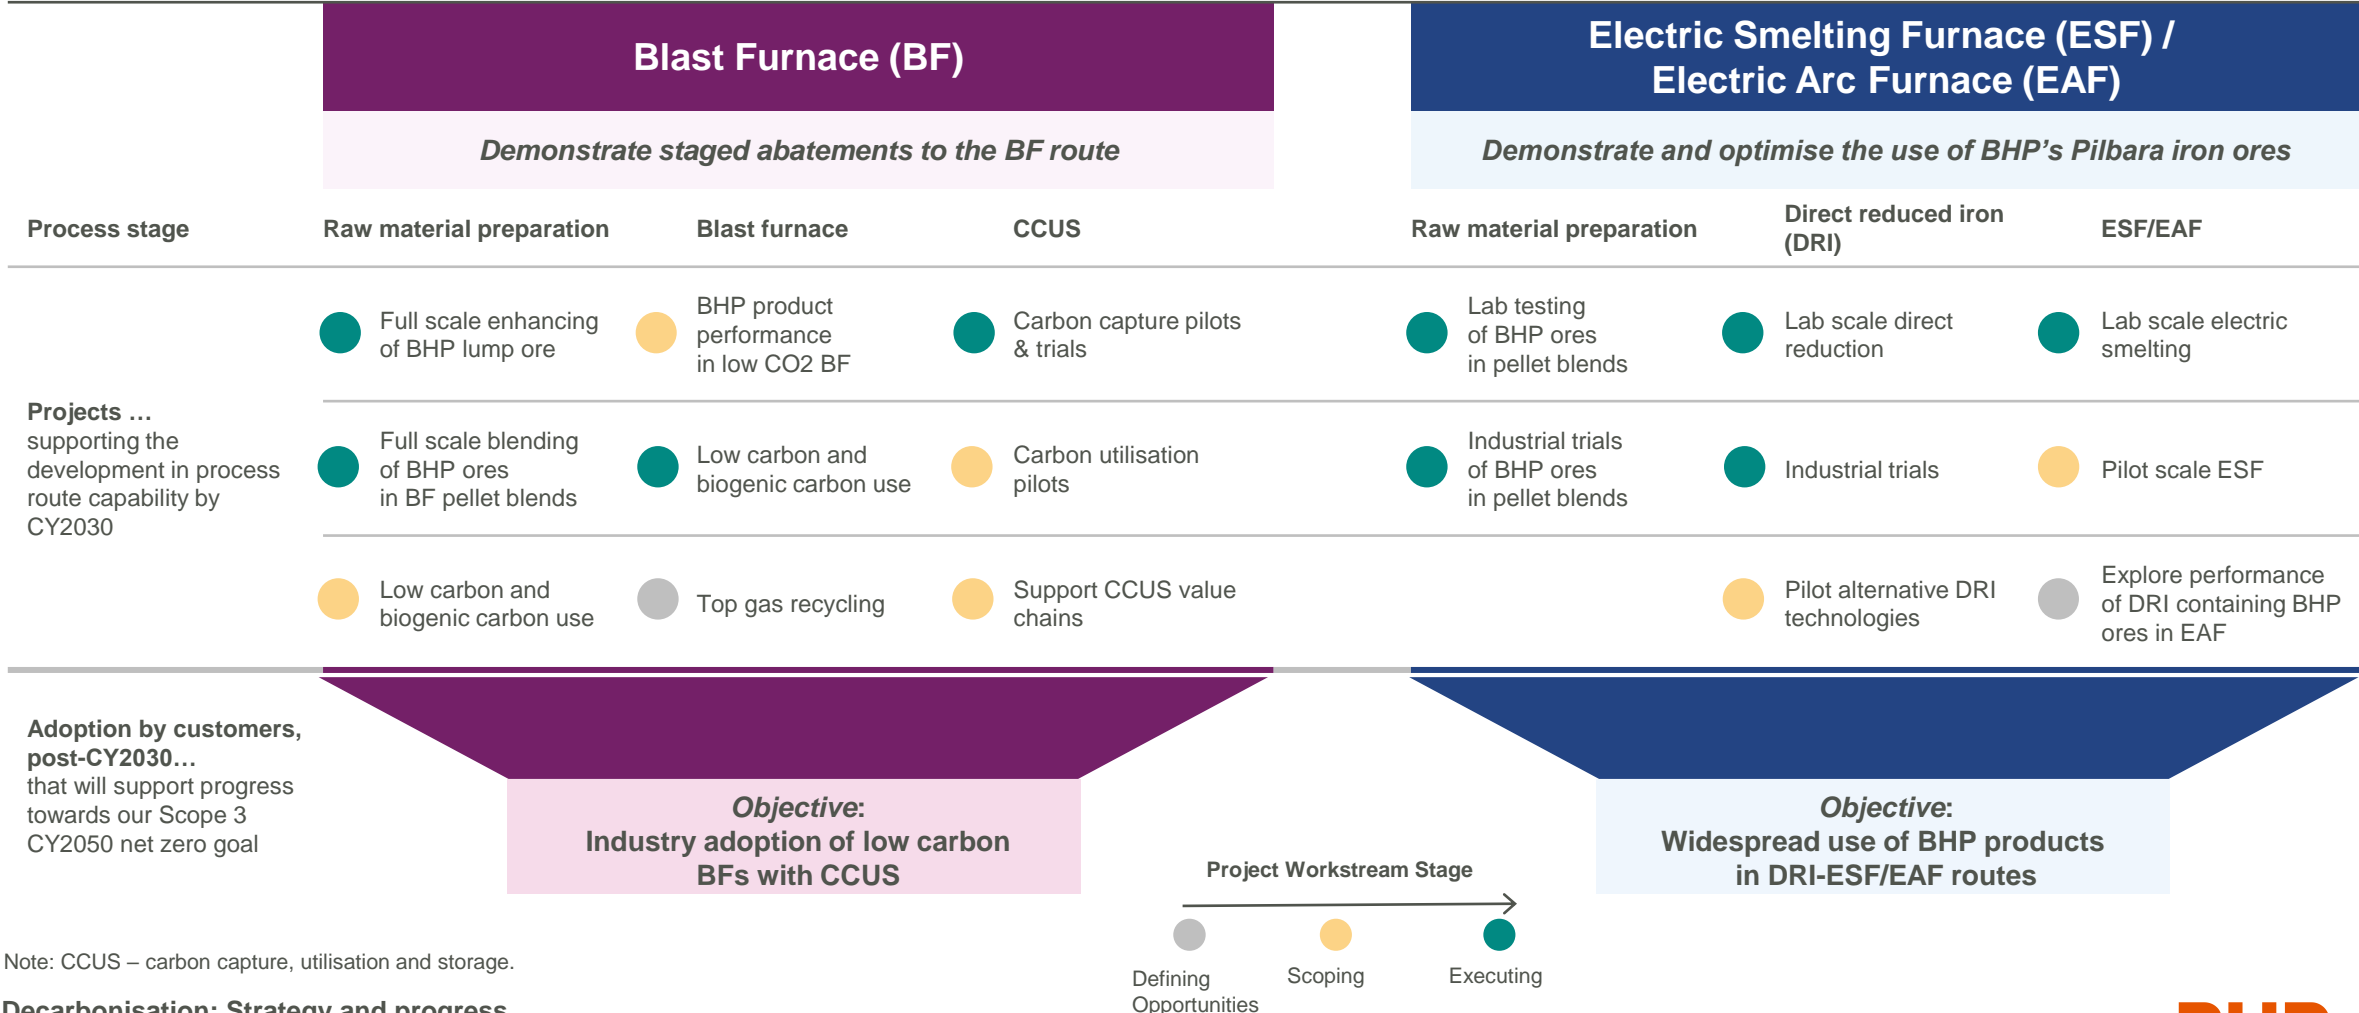 Blast Furnace (BF)
Electric Smelting Furnace (ESF) /
Electric Arc Furnace (EAF)
Demonstrate staged abatements to the BF route
Demonstrate and optimise the use of BHP’s Pilbara iron ores
Process stage
Raw material preparation
Blast furnace
CCUS
Raw material preparation
Direct reduced iron
(DRI)
ESF/EAF
Projects …
supporting the
development in process
route capability by
CY2030
Full scale enhancing
of BHP lump ore
BHP product
performance
in low CO2 BF
Carbon capture pilots
& trials
Lab testing
of BHP ores
in pellet blends
Lab scale direct
reduction
Lab scale electric
smelting
Full scale blending
of BHP ores
in BF pellet blends
Low carbon and
biogenic carbon use
Carbon utilisation
pilots
Industrial trials
of BHP ores
in pellet blends
Industrial trials
Pilot scale ESF
Low carbon and
biogenic carbon use
Top gas recycling
Support CCUS value
chains
Pilot alternative DRI
technologies
Explore performance
of DRI containing BHP
ores in EAF
Adoption by customers,
post-CY2030…
that will support progress
towards our Scope 3
CY2050 net zero goal
Objective:
Industry adoption of low carbon
BFs with CCUS
Objective:
Widespread use of BHP products
in DRI-ESF/EAF routes
Project Workstream Stage
Defining
Opportunities
Scoping
Executing
Note: CCUS – carbon capture, utilisation and storage.
Decarbonisation: Strategy and progress
BHP